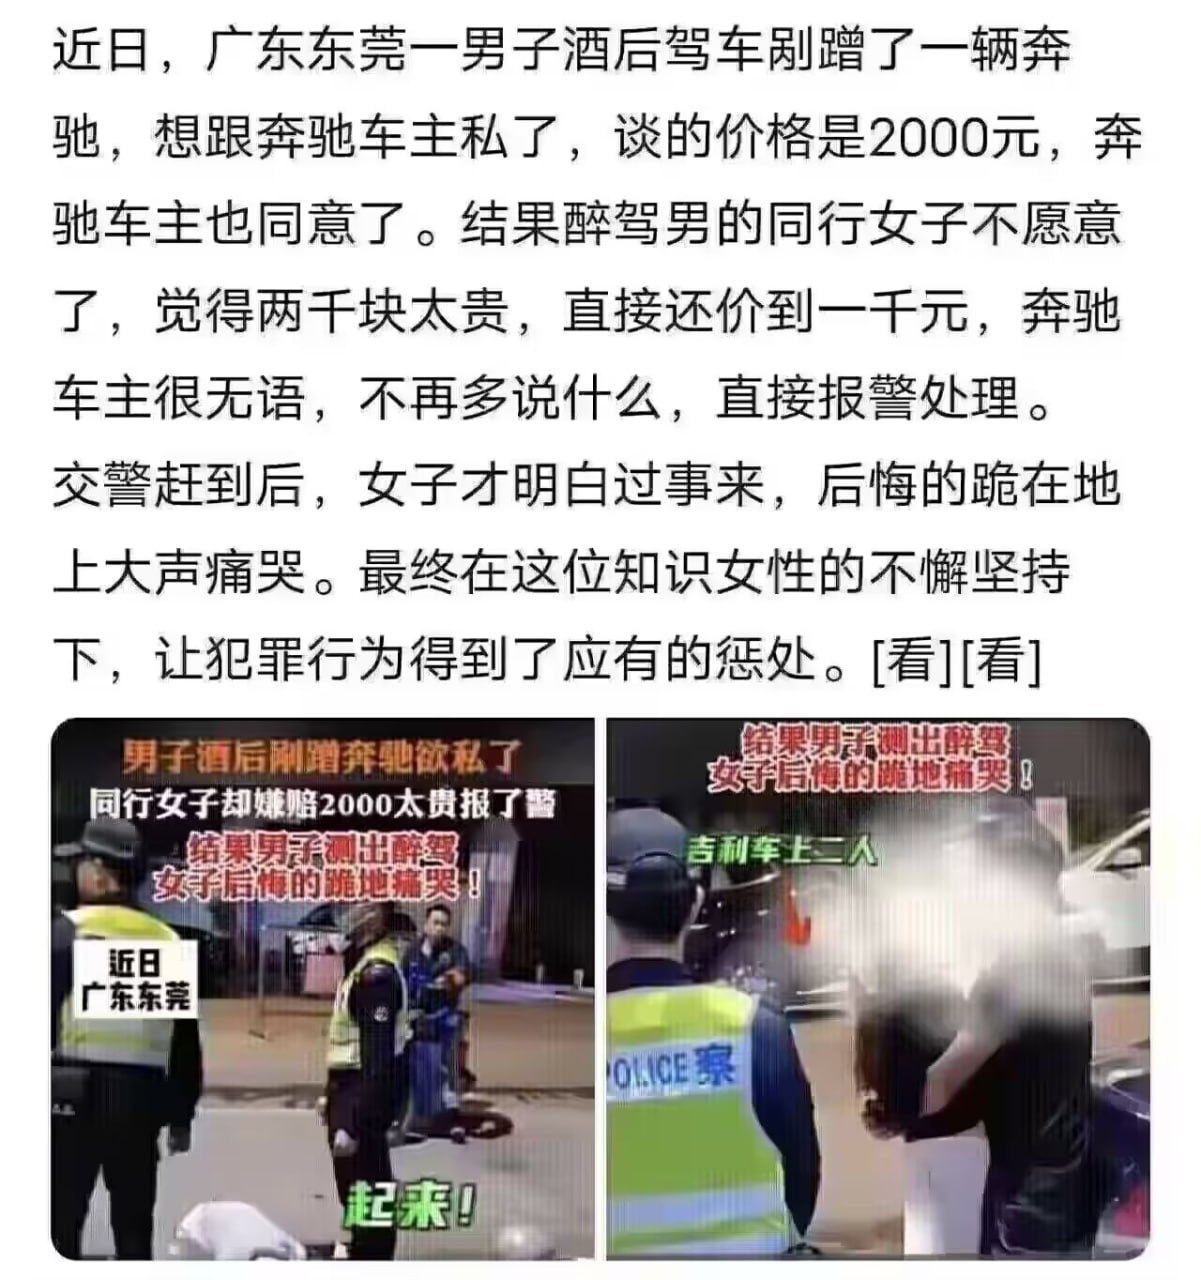 近日，广东东莞一男子酒后驾车剐蹭了一辆奔
驰，想跟奔驰车主私了，谈的价格是2000元，奔
驰车主也同意了。结果醉驾男的同行女子不愿意
了，觉得两千块太贵，直接还价到一千元，奔驰
车主很无语，不再多说什么，直接报警处理。
交警赶到后，女子才明白过事来，后悔的跪在地
上大声痛哭。最终在这位知识女性的不懈坚持
下，让犯罪行为得到了应有的惩处。[看][看]
男子酒后剐蹭奔驰欲私了
同行女子却嫌赔2000太贵报了警
结果男子测出醉驾
女子后悔的跪地痛哭！
近日
广东东莞
起来！
结果男子测出醉驾
女子后悔的跪地痛哭！
吉利车上二人
POLICE 察